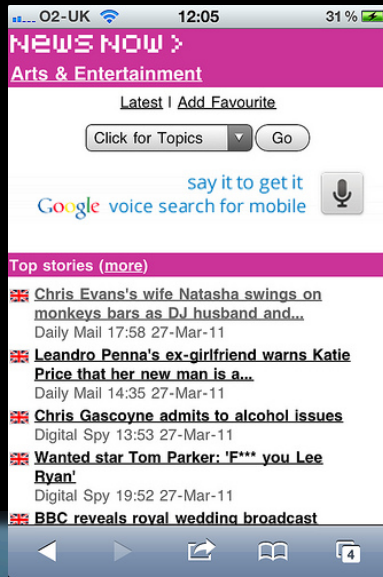 O2-UK 12:05 31 %
NEWS NOW >
Arts & Entertainment
Latest | Add Favourite
Click for Topics Go
say it to get it
Google voice search for mobile
Top stories (more)
Chris Evans's wife Natasha swings on
monkeys bars as DJ husband and...
Daily Mail 17:58 27-Mar-11
Leandro Penna's ex-girlfriend warns Katie
Price that her new man is a...
Daily Mail 14:35 27-Mar-11
Chris Gascoyne admits to alcohol issues
Digital Spy 13:53 27-Mar-11
Wanted star Tom Parker: 'F*** you Lee
Ryan'
Digital Spy 19:52 27-Mar-11
BBC reveals royal wedding broadcast
4